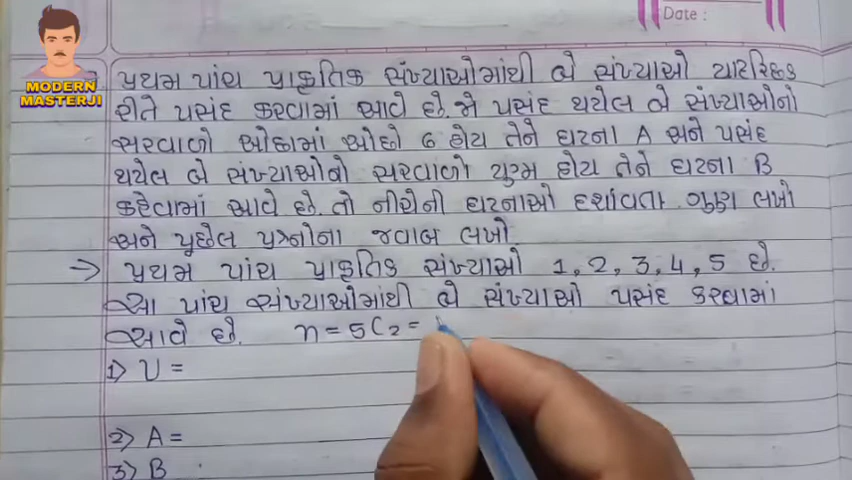 Date :
MODERN
MASTERJI
પ્રથમ પાંચ પ્રાકૃતિક સંખ્યાઓમાંથી બે સંખ્યાઓ યાદચ્છિક
રીતે પસંદ કરવામાં આવે છે. જો પસંદ થયેલ બે સંખ્યાઓનો
સરવાળો ઓછામાં ઓછો 6 હોય તેને ઘટના A અને પસંદ
થયેલ બે સંખ્યાઓનો સરવાળો યુગ્મ હોય તેને ઘટના B
કહેવામાં આવે છે. તો નીચેની ઘટનાઓ દર્શાવતા ગણ લખો
અને પૂછેલ પ્રશ્નોના જવાબ લખો.
→ પ્રથમ પાંચ પ્રાકૃતિક સંખ્યાઓ 1, 2, 3, 4, 5 છે.
આ પાંચ સંખ્યાઓમાંથી બે સંખ્યાઓ પસંદ કરવામાં
આવે છે. n = 5C₂ =
1) U =
2) A =
3) B